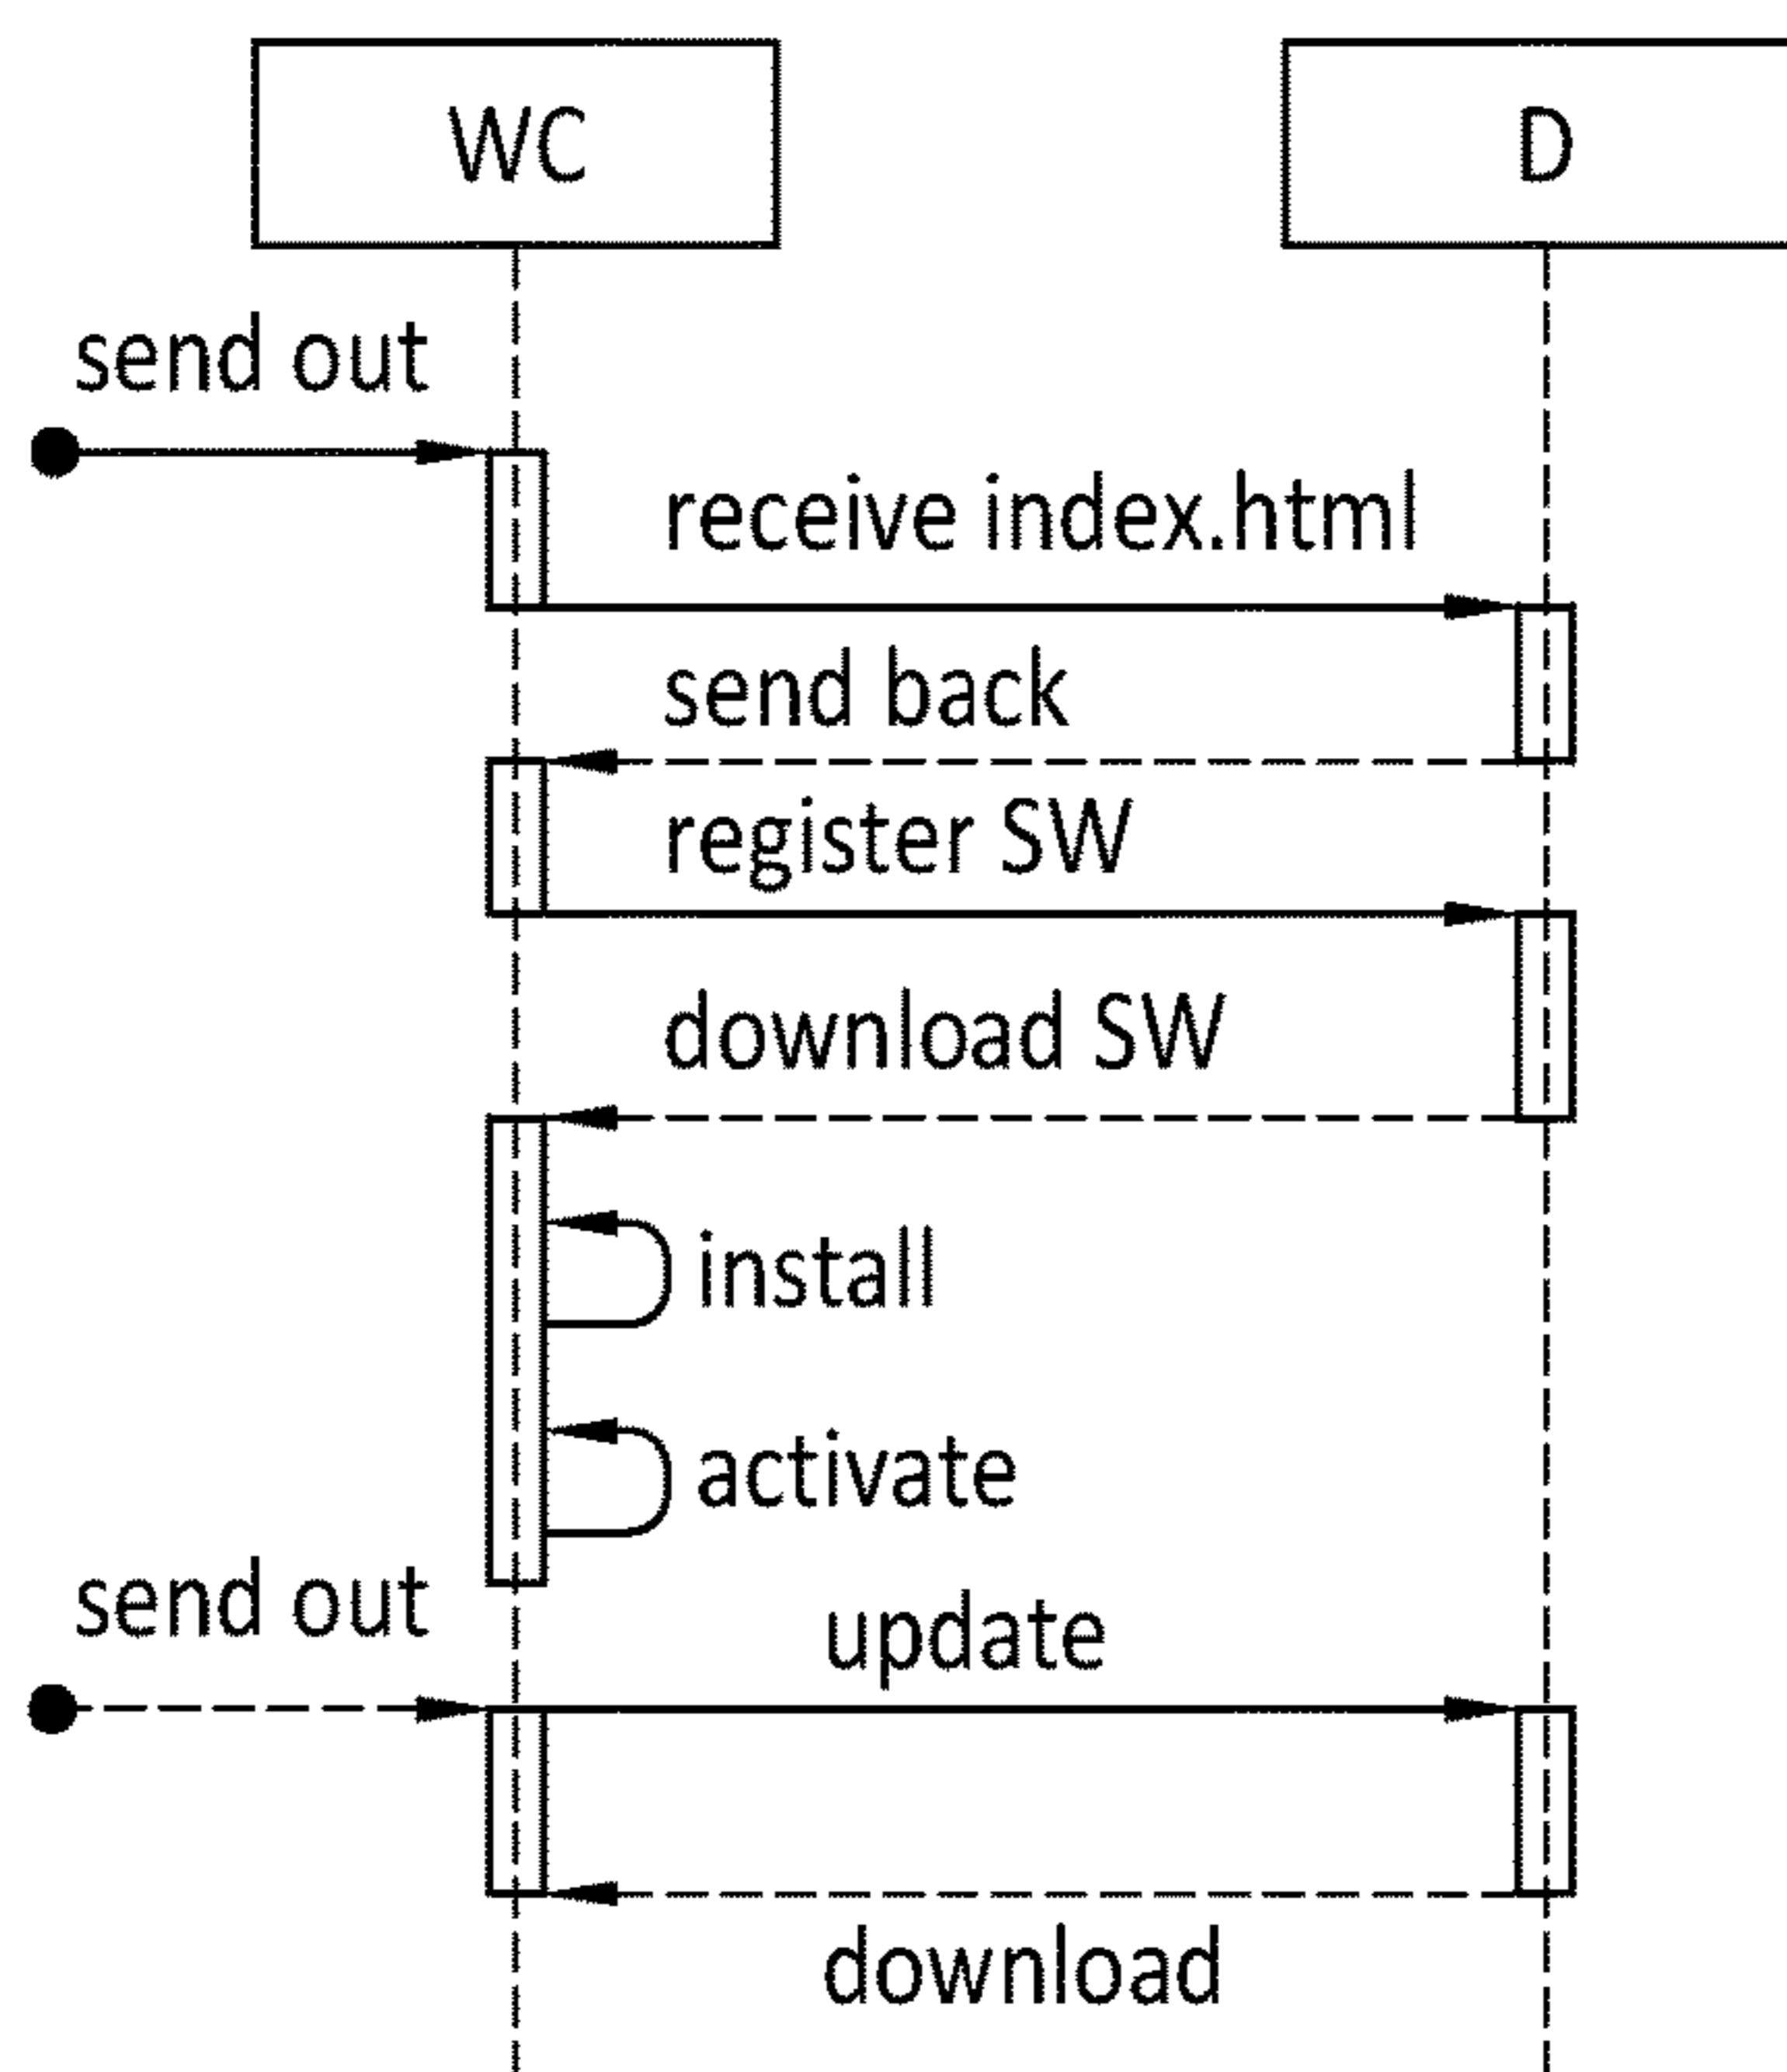 WC
D
send out
receive index.html
send back
register SW
download SW
install
activate
send out
update
download